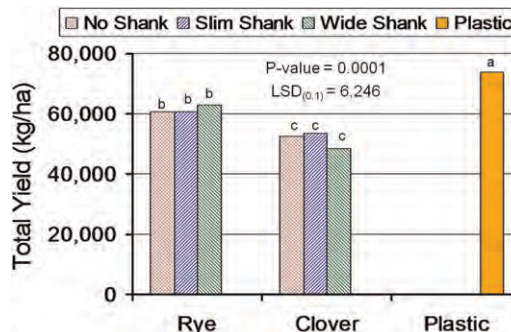 No Shank Slim Shank Wide Shank Plastic
Total Yield (kg/ha)
80,000
60,000
40,000
20,000
0
P-value = 0.0001
LSD(0.1) = 6,246
b b b
c c c
a
Rye Clover Plastic